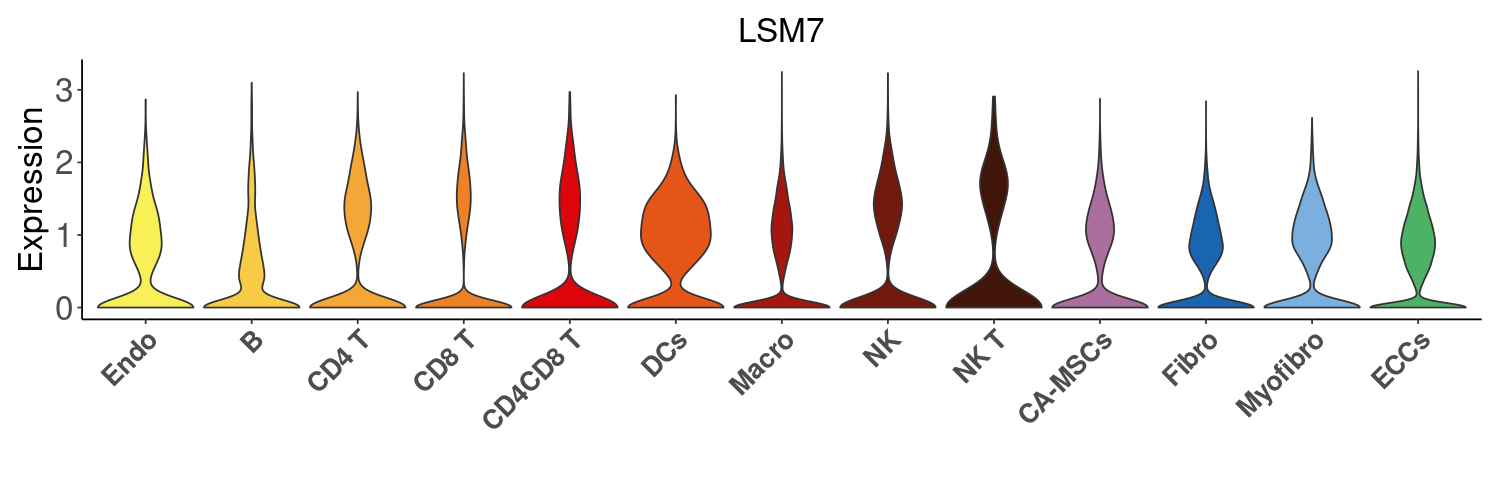 LSM7
Expression
3
2
1
0
Endo
B
CD4 T
CD8 T
CD4CD8 T
DCs
Macro
NK
NK T
CA-MSCs
Fibro
Myofibro
ECCs